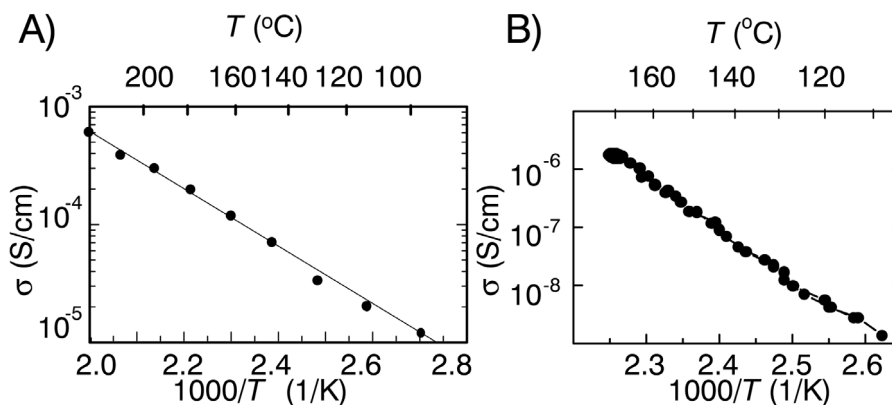 A)
T (°C)
200 160 140 120 100
10⁻³
10⁻⁴
10⁻⁵
σ (S/cm)
2.0 2.2 2.4 2.6 2.8
1000/T (1/K)
B)
T (°C)
160 140 120
10⁻⁶
10⁻⁷
10⁻⁸
σ (S/cm)
2.3 2.4 2.5 2.6
1000/T (1/K)